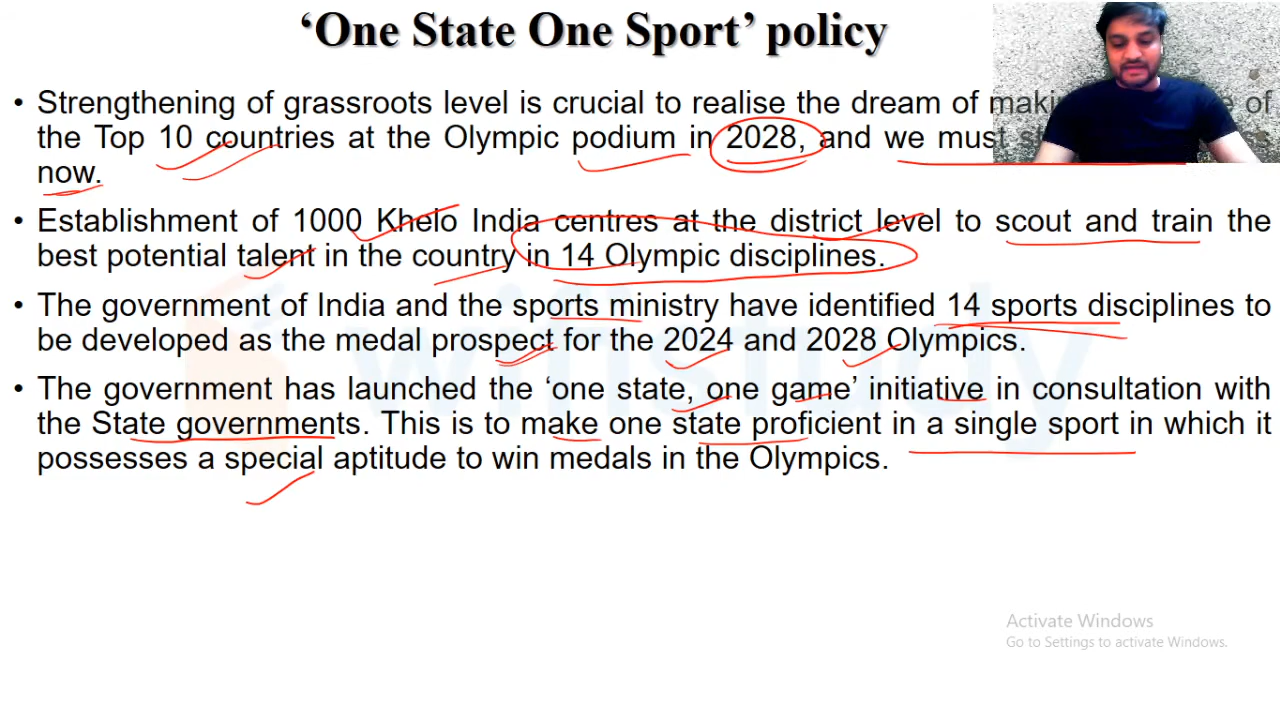 ‘One State One Sport’ policy
• Strengthening of grassroots level is crucial to realise the dream of of
the Top 10 countries at the Olympic podium in 2028, and we must
now.
• Establishment of 1000 Khelo India centres at the district level to scout and train the
best potential talent in the country in 14 Olympic disciplines.
• The government of India and the sports ministry have identified 14 sports disciplines to
be developed as the medal prospect for the 2024 and 2028 Olympics.
• The government has launched the ‘one state, one game’ initiative in consultation with
the State governments. This is to make one state proficient in a single sport in which it
possesses a special aptitude to win medals in the Olympics.
wifistudy
Activate Windows
Go to Settings to activate Windows.